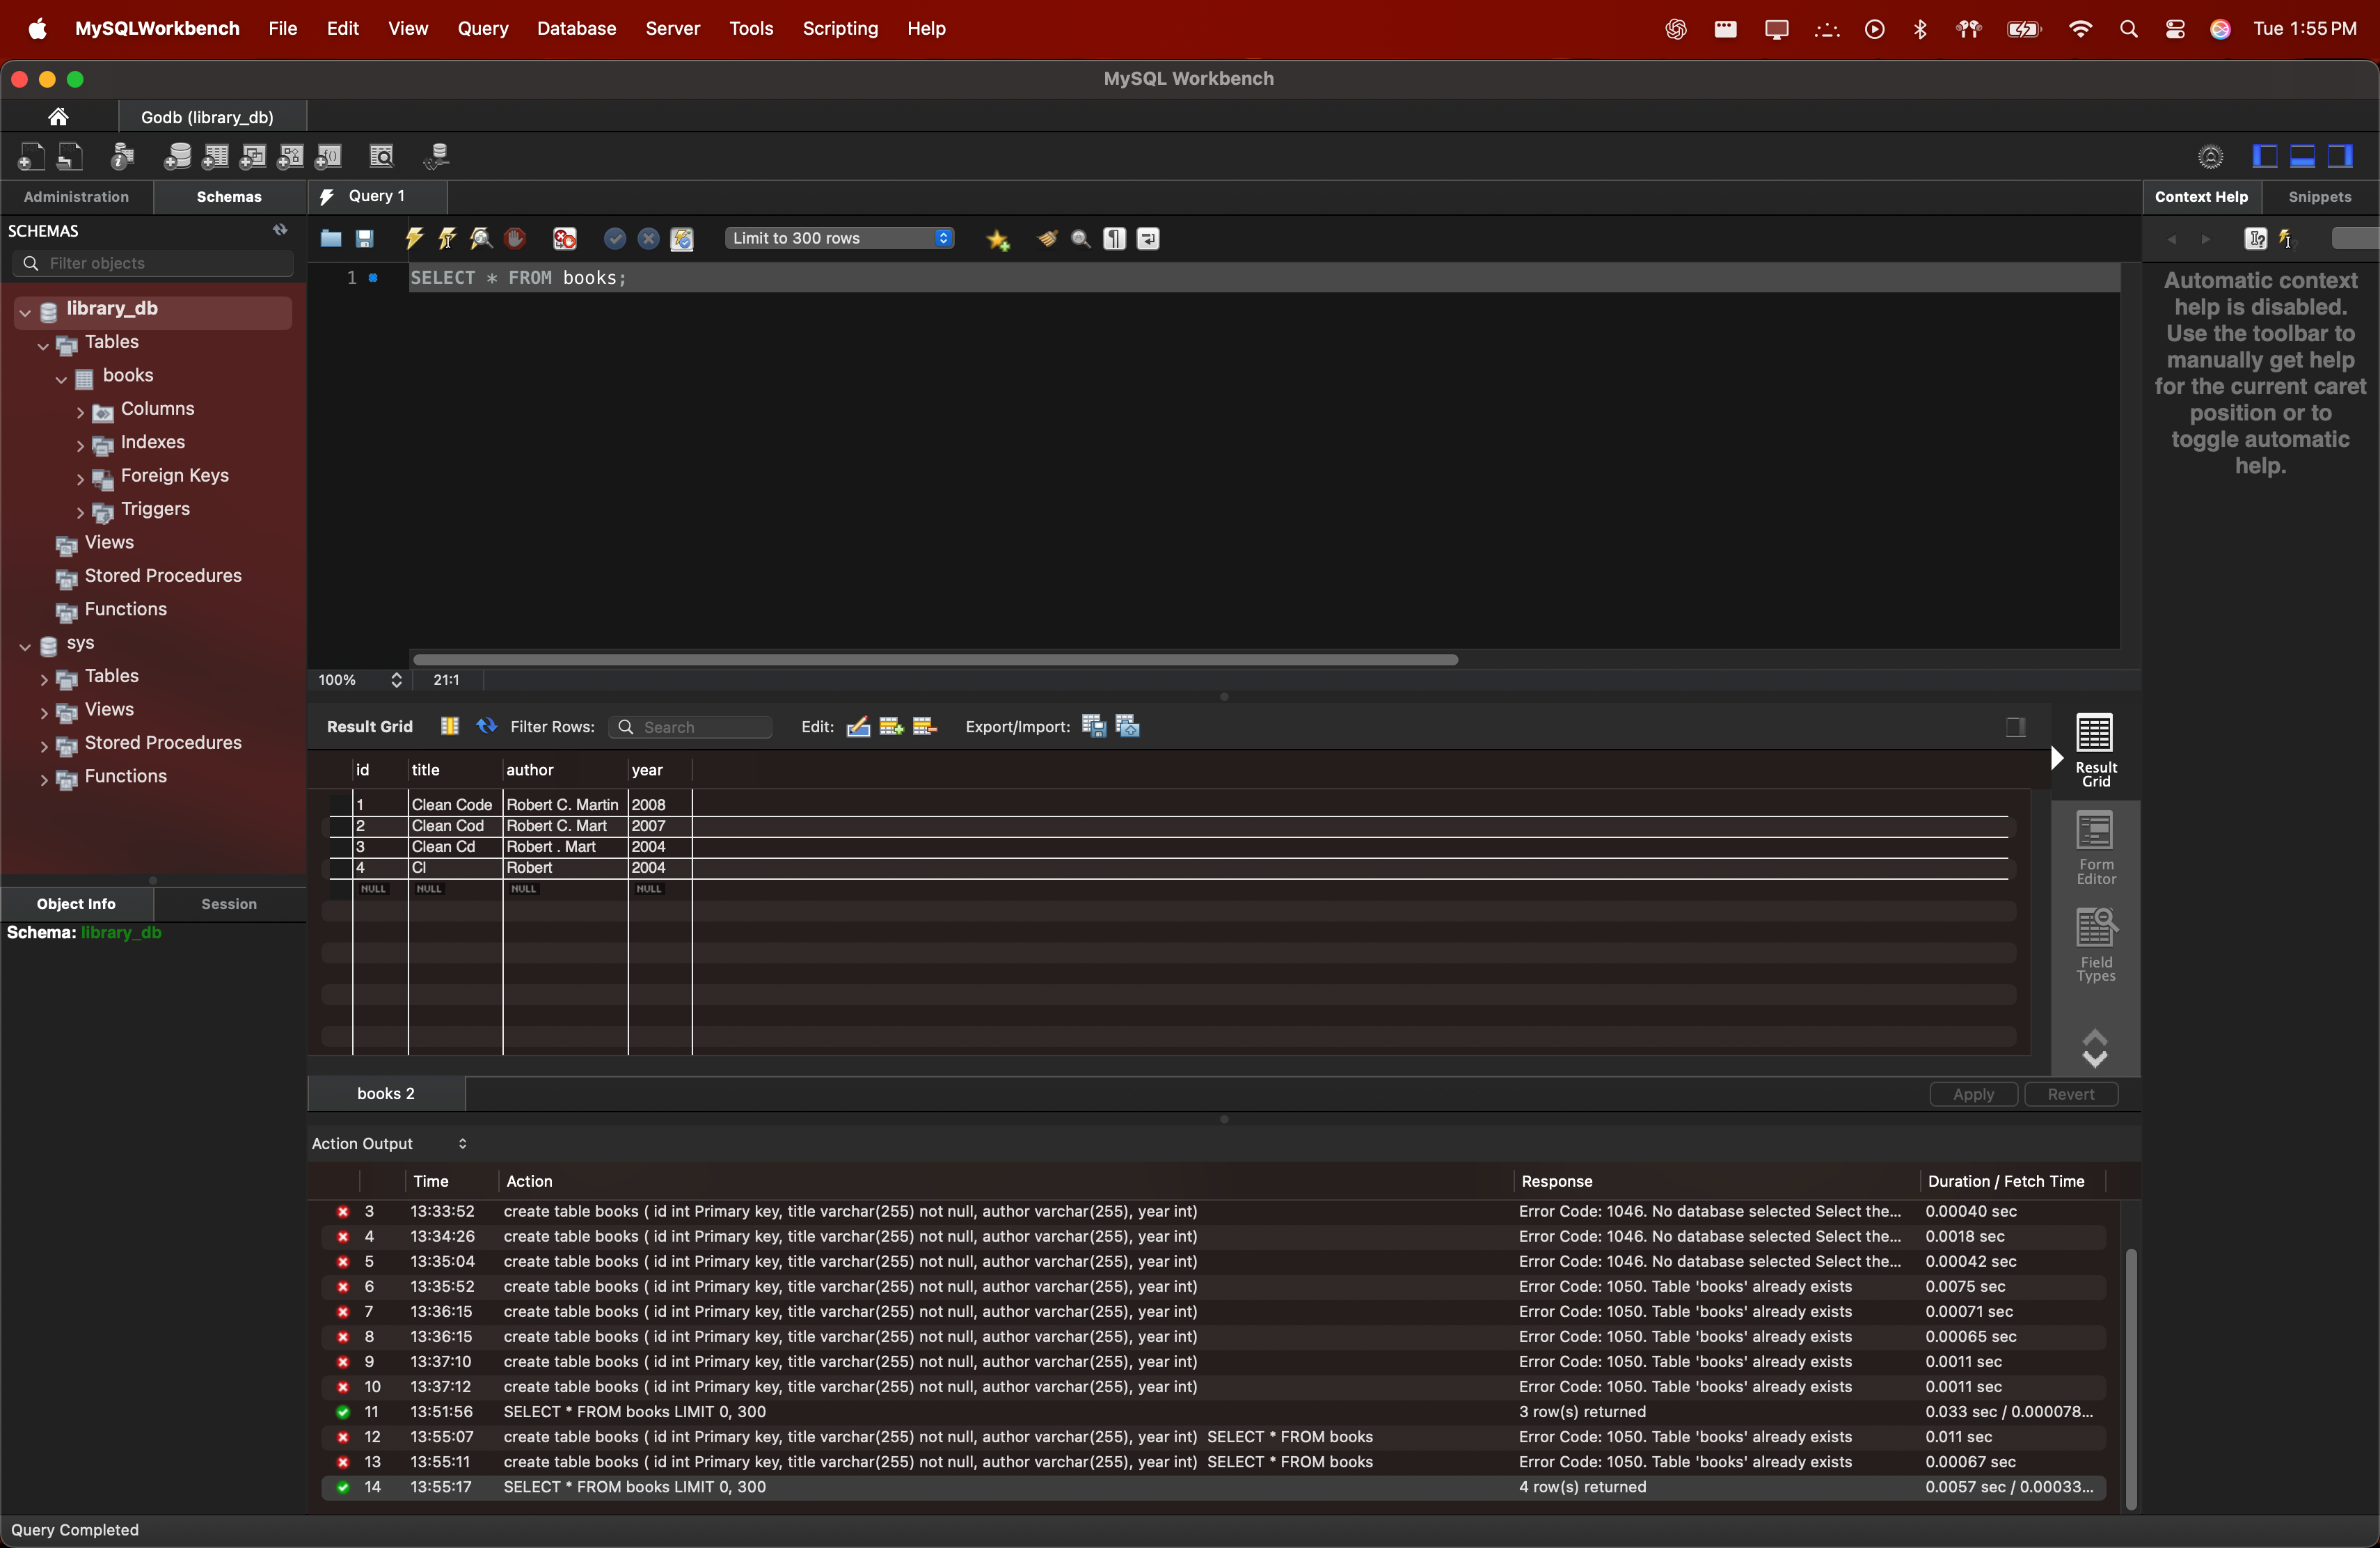 MySQLWorkbench File Edit View Query Database Server Tools Scripting Help Tue 1:55 PM
MySQL Workbench
Godb (library_db)
Administration Schemas
SCHEMAS
Filter objects
library_db
Tables
books
Columns
Indexes
Foreign Keys
Triggers
Views
Stored Procedures
Functions
sys
Tables
Views
Stored Procedures
Functions
Object Info Session
Schema: library_db
Query 1
Limit to 300 rows
1 SELECT * FROM books;
100% 21:1
Result Grid Filter Rows: Search Edit: Export/Import:
id title author year
1 Clean Code Robert C. Martin 2008
2 Clean Cod Robert C. Mart 2007
3 Clean Cd Robert . Mart 2004
4 Cl Robert 2004
NULL NULL NULL NULL
Result
Grid
Form
Editor
Field
Types
books 2 Apply Revert
Action Output
Time Action Response Duration / Fetch Time
3 13:33:52 create table books ( id int Primary key, title varchar(255) not null, author varchar(255), year int) Error Code: 1046. No database selected Select the... 0.00040 sec
4 13:34:26 create table books ( id int Primary key, title varchar(255) not null, author varchar(255), year int) Error Code: 1046. No database selected Select the... 0.0018 sec
5 13:35:04 create table books ( id int Primary key, title varchar(255) not null, author varchar(255), year int) Error Code: 1046. No database selected Select the... 0.00042 sec
6 13:35:52 create table books ( id int Primary key, title varchar(255) not null, author varchar(255), year int) Error Code: 1050. Table 'books' already exists 0.0075 sec
7 13:36:15 create table books ( id int Primary key, title varchar(255) not null, author varchar(255), year int) Error Code: 1050. Table 'books' already exists 0.00071 sec
8 13:36:15 create table books ( id int Primary key, title varchar(255) not null, author varchar(255), year int) Error Code: 1050. Table 'books' already exists 0.00065 sec
9 13:37:10 create table books ( id int Primary key, title varchar(255) not null, author varchar(255), year int) Error Code: 1050. Table 'books' already exists 0.0011 sec
10 13:37:12 create table books ( id int Primary key, title varchar(255) not null, author varchar(255), year int) Error Code: 1050. Table 'books' already exists 0.0011 sec
11 13:51:56 SELECT * FROM books LIMIT 0, 300 3 row(s) returned 0.033 sec / 0.000078...
12 13:55:07 create table books ( id int Primary key, title varchar(255) not null, author varchar(255), year int) SELECT * FROM books Error Code: 1050. Table 'books' already exists 0.011 sec
13 13:55:11 create table books ( id int Primary key, title varchar(255) not null, author varchar(255), year int) SELECT * FROM books Error Code: 1050. Table 'books' already exists 0.00067 sec
14 13:55:17 SELECT * FROM books LIMIT 0, 300 4 row(s) returned 0.0057 sec / 0.00033...
Context Help Snippets
Automatic context
help is disabled.
Use the toolbar to
manually get help
for the current caret
position or to
toggle automatic
help.
Query Completed